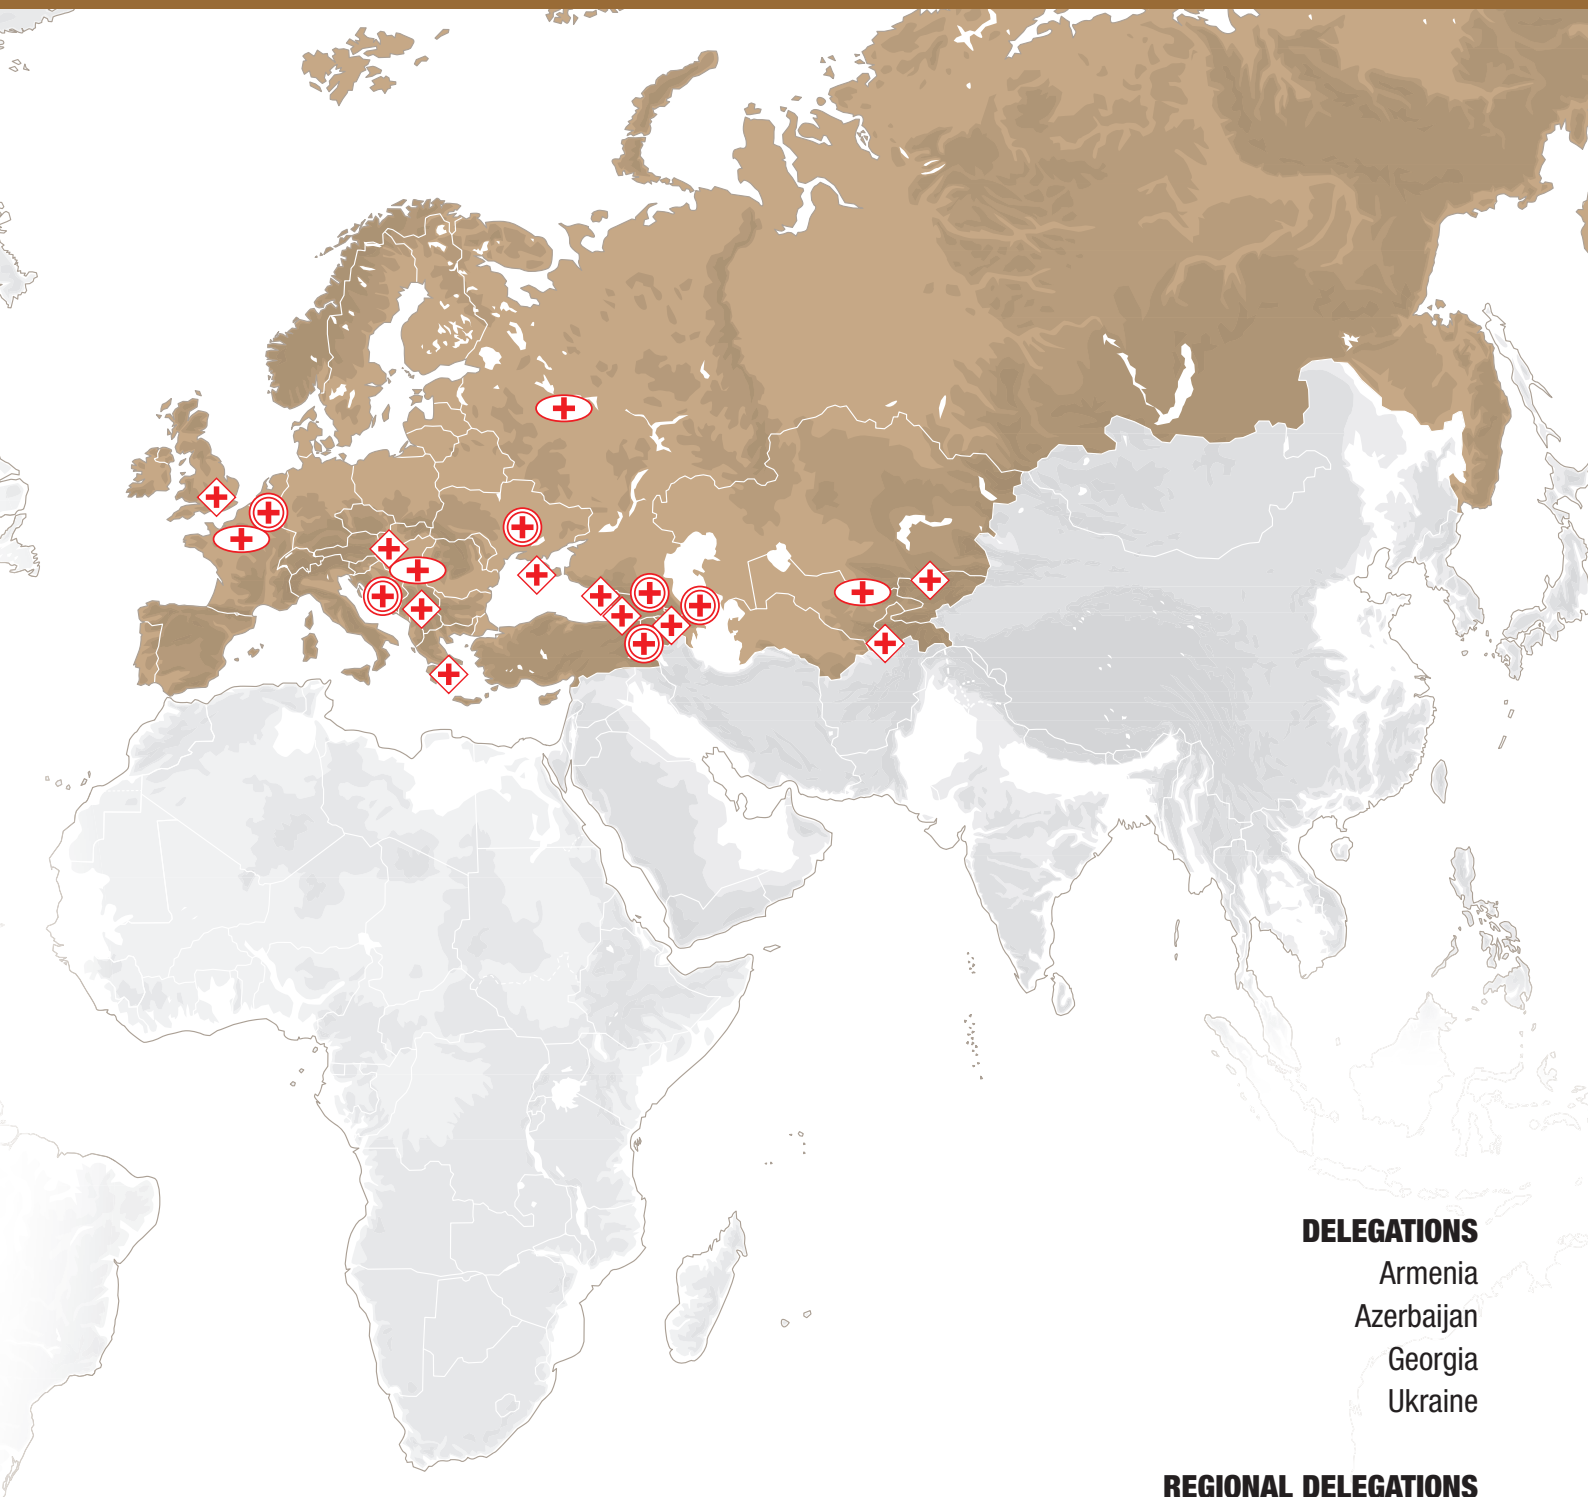 DELEGATIONS
Armenia
Azerbaijan
Georgia
Ukraine
REGIONAL DELEGATIONS